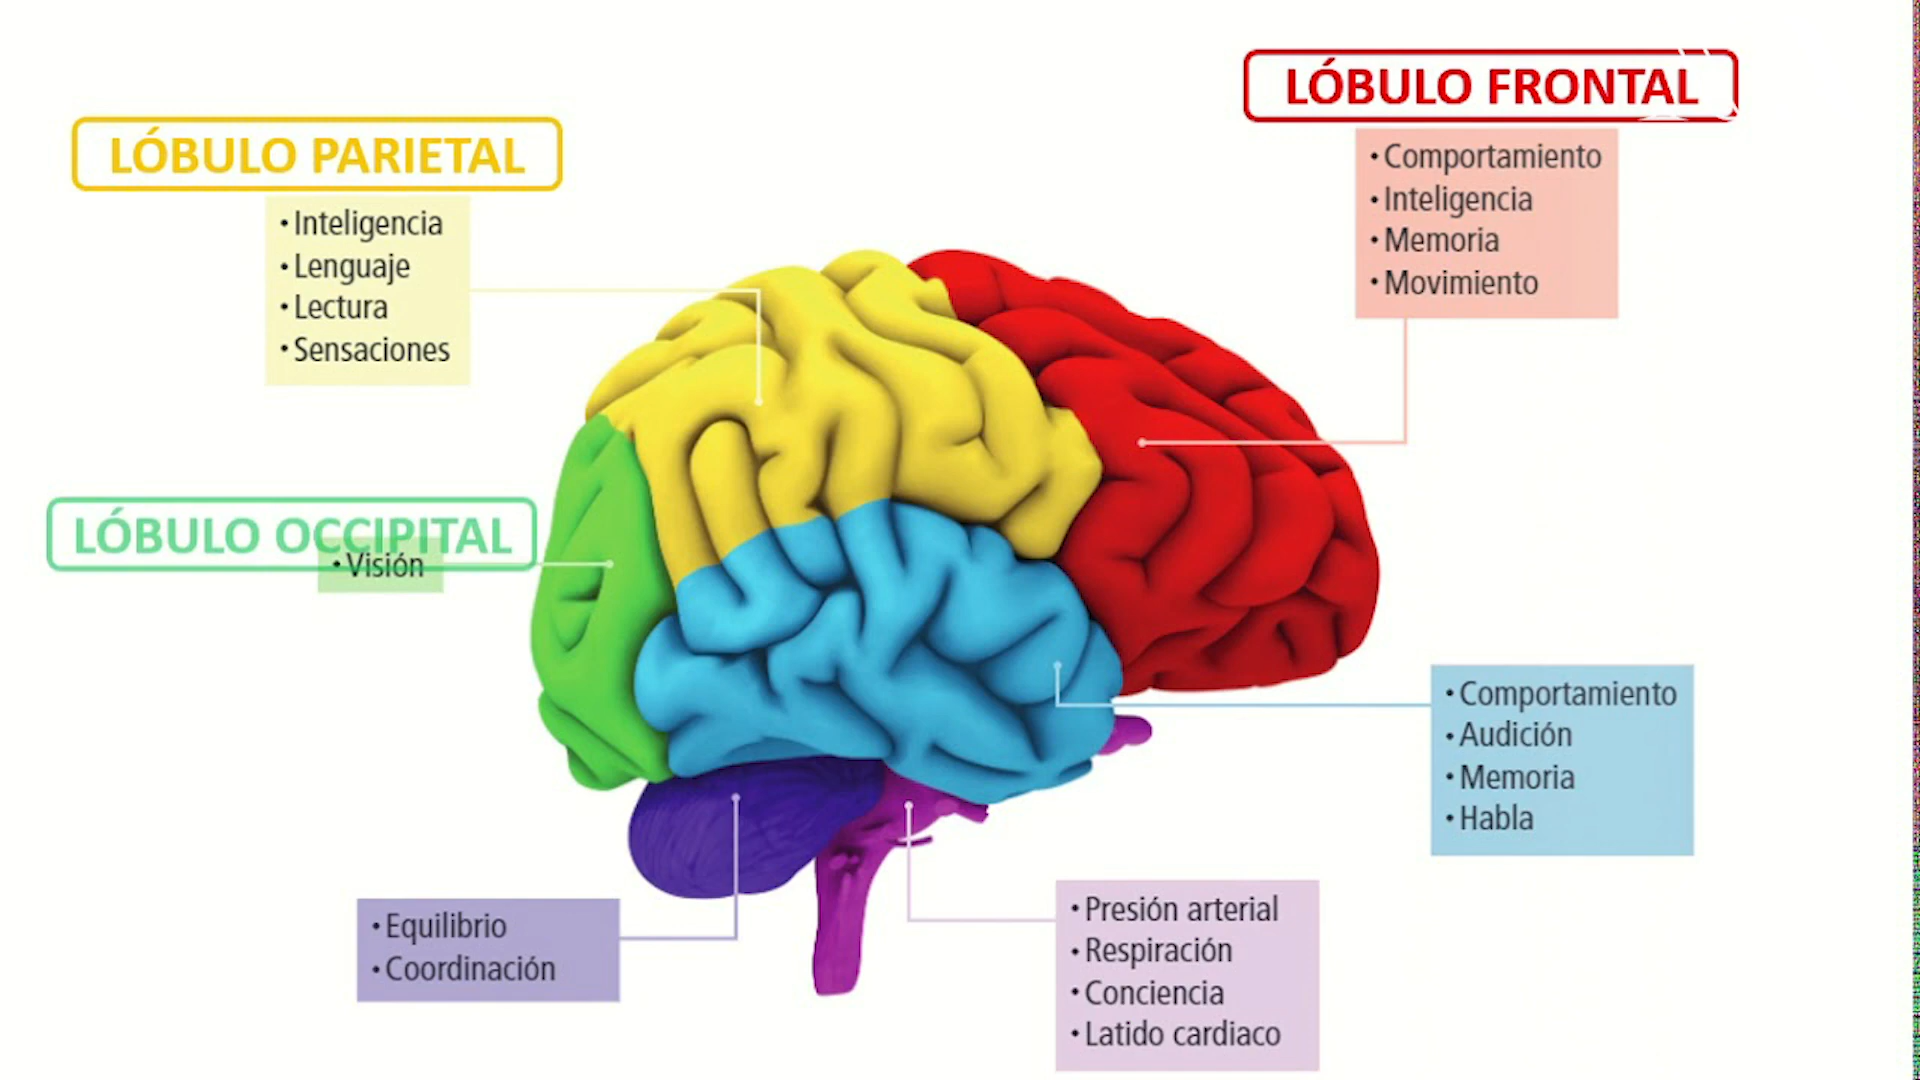 LÓBULO FRONTAL
• Comportamiento
• Inteligencia
• Memoria
• Movimiento
LÓBULO PARIETAL
• Inteligencia
• Lenguaje
• Lectura
• Sensaciones
LÓBULO OCCIPITAL
• Visión
• Comportamiento
• Audición
• Memoria
• Habla
• Equilibrio
• Coordinación
• Presión arterial
• Respiración
• Conciencia
• Latido cardiaco